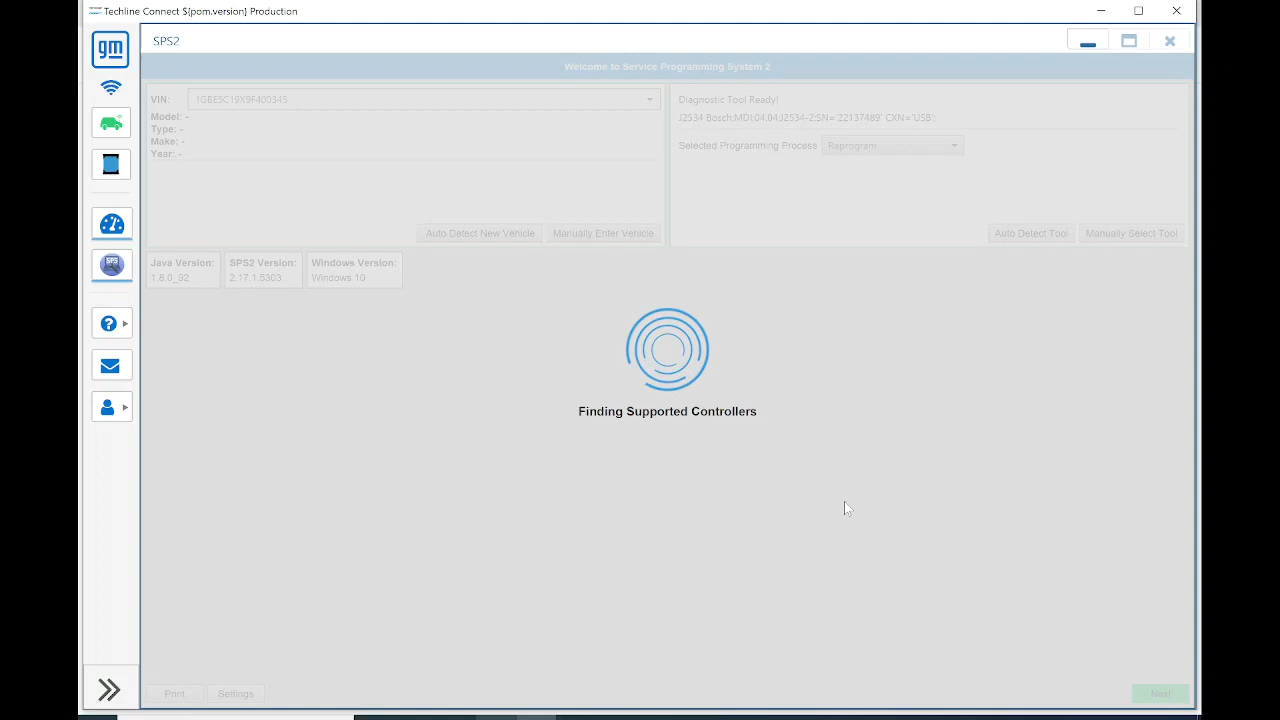 Techline Connect ${pom.version} Production
gm
SPS2
Welcome to Service Programming System 2
VIN: 1GBE5C19X9F400345
Model: -
Type: -
Make: -
Year: -
Auto Detect New Vehicle
Manually Enter Vehicle
Diagnostic Tool Ready!
J2534 Bosch:MDI:04.04:J2534-2:SN='22137489' CXN='USB';
Selected Programming Process Reprogram
Auto Detect Tool
Manually Select Tool
Java Version:
1.8.0_92
SPS2 Version:
2.17.1.5303
Windows Version:
Windows 10
Finding Supported Controllers
Print
Settings
Next